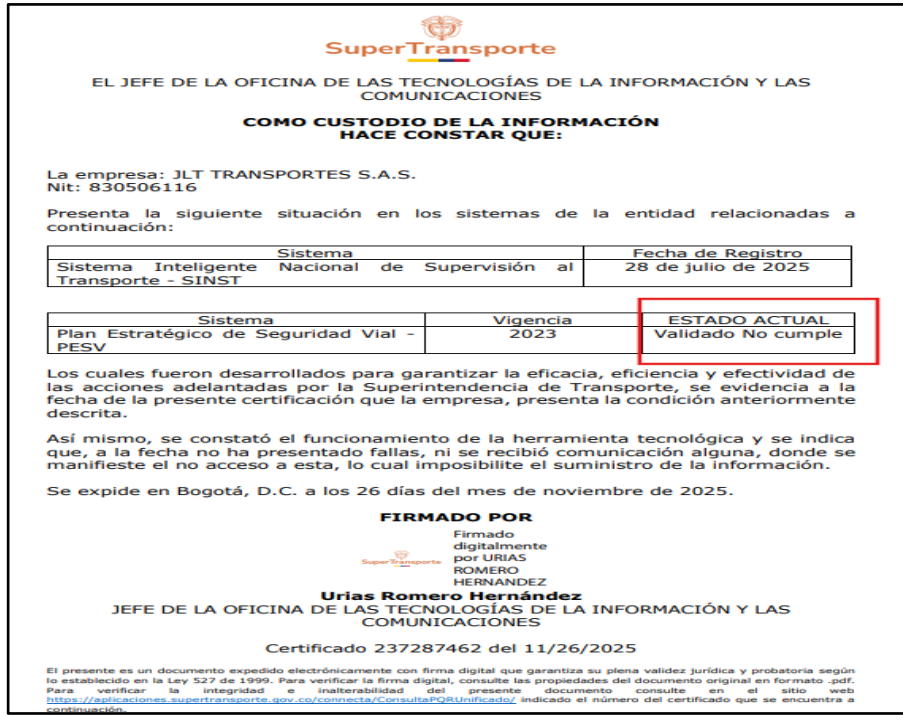 SuperTransporte
EL JEFE DE LA OFICINA DE LAS TECNOLOGÍAS DE LA INFORMACIÓN Y LAS
COMUNICACIONES
COMO CUSTODIO DE LA INFORMACIÓN
HACE CONSTAR QUE:
La empresa: JLT TRANSPORTES S.A.S.
Nit: 830506116
Presenta la siguiente situación en los sistemas de la entidad relacionadas a
continuación:
Sistema Fecha de Registro
Sistema Inteligente Nacional de Supervisión al 28 de julio de 2025
Transporte - SINST
Sistema Vigencia ESTADO ACTUAL
Plan Estratégico de Seguridad Vial - 2023 Validado No cumple
PESV
Los cuales fueron desarrollados para garantizar la eficacia, eficiencia y efectividad de
las acciones adelantadas por la Superintendencia de Transporte, se evidencia a la
fecha de la presente certificación que la empresa, presenta la condición anteriormente
descrita.
Así mismo, se constató el funcionamiento de la herramienta tecnológica y se indica
que, a la fecha no ha presentado fallas, ni se recibió comunicación alguna, donde se
manifieste el no acceso a esta, lo cual imposibilite el suministro de la información.
Se expide en Bogotá, D.C. a los 26 días del mes de noviembre de 2025.
FIRMADO POR
Firmado
digitalmente
SuperTransporte por URIAS
ROMERO
HERNANDEZ
Urias Romero Hernández
JEFE DE LA OFICINA DE LAS TECNOLOGÍAS DE LA INFORMACIÓN Y LAS
COMUNICACIONES
Certificado 237287462 del 11/26/2025
El presente es un documento expedido electrónicamente con firma digital que garantiza su plena validez jurídica y probatoria según
lo establecido en la Ley 527 de 1999. Para verificar la firma digital, consulte las propiedades del documento original en formato .pdf.
Para verificar la integridad e inalterabilidad del presente documento consulte en el sitio web
https://aplicaciones.supertransporte.gov.co/connecta/ConsultaPQRUnificado/ indicado el número del certificado que se encuentra a
continuación.